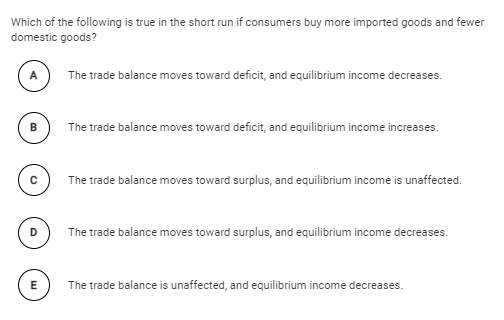 Which of the following is true in the short run if consumers buy more imported goods and fewer
domestic goods?
A The trade balance moves toward deficit, and equilibrium income decreases.
B The trade balance moves toward deficit, and equilibrium income increases.
C The trade balance moves toward surplus, and equilibrium income is unaffected.
D The trade balance moves toward surplus, and equilibrium income decreases.
E The trade balance is unaffected, and equilibrium income decreases.